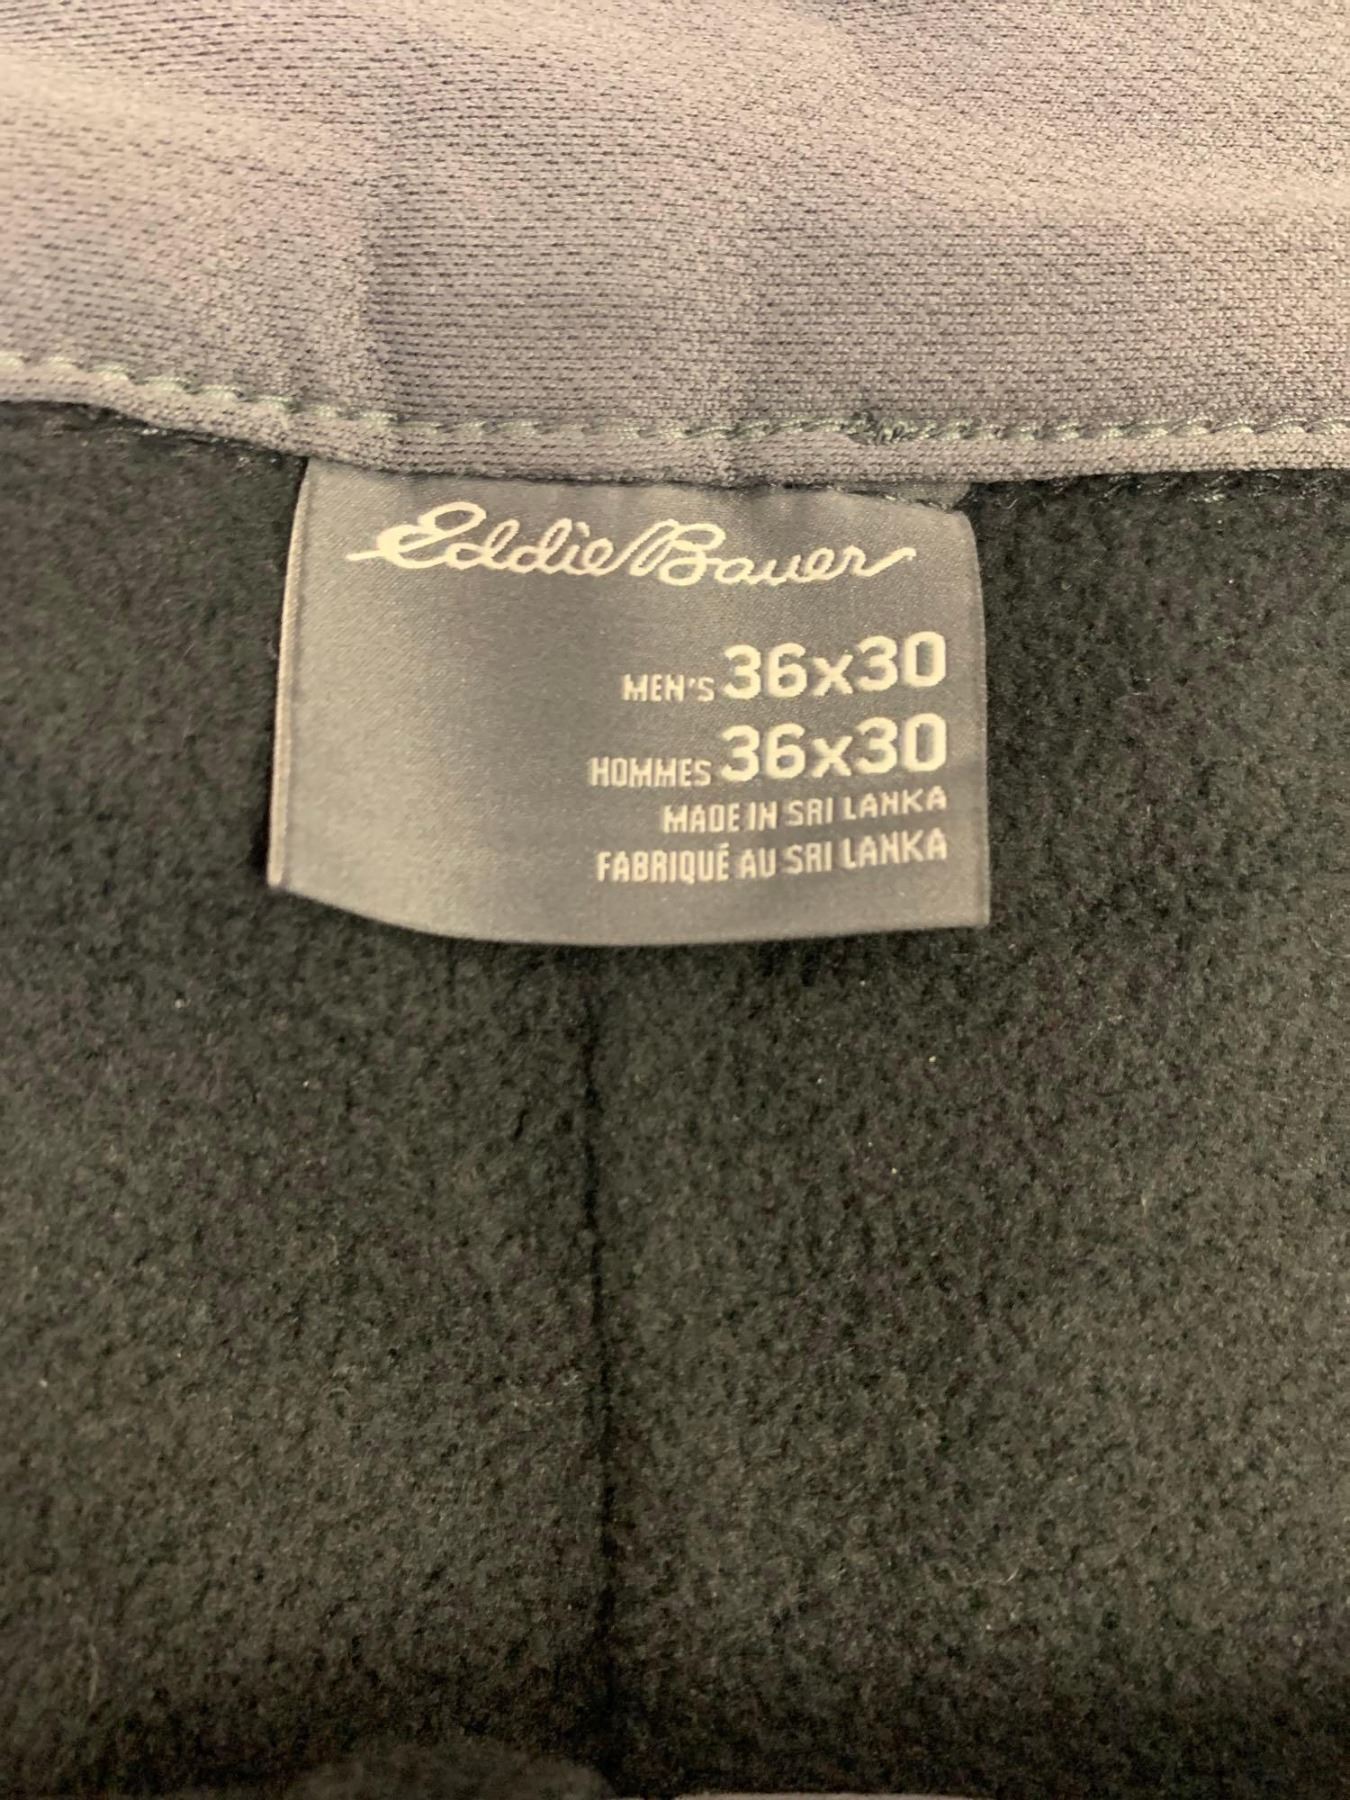 Eddie Bauer
MEN'S 36x30
HOMMES 36x30
MADE IN SRI LANKA
FABRIQUÉ AU SRI LANKA